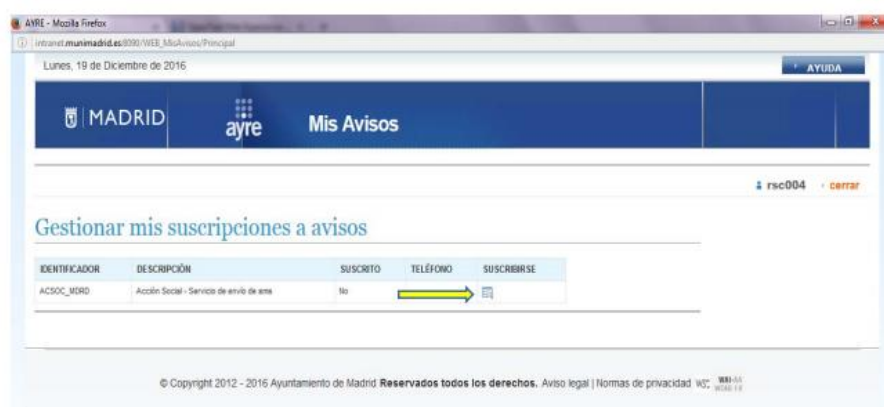 AYRE - Mozilla Firefox
intranet.munimadrid.es:8090/WEB_MisAvisos/Principal
Lunes, 19 de Diciembre de 2016
AYUDA
MADRID
ayre
Mis Avisos
rsc004 cerrar
Gestionar mis suscripciones a avisos
IDENTIFICADOR DESCRIPCIÓN SUSCRITO TELÉFONO SUSCRIBIRSE
ACSOC_MDRD Acción Social - Servicio de envío de sms No
© Copyright 2012 - 2016 Ayuntamiento de Madrid Reservados todos los derechos. Aviso legal | Normas de privacidad